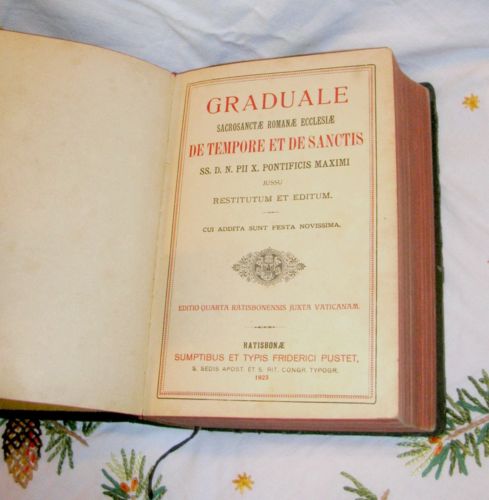 GRADUALE
SACROSANCTÆ ROMANÆ ECCLESIÆ
DE TEMPORE ET DE SANCTIS
SS. D. N. PII X. PONTIFICIS MAXIMI
IUSSU
RESTITUTUM ET EDITUM.
CUI ADDITA SUNT FESTA NOVISSIMA.
EDITIO QUARTA RATISBONENSIS JUXTA VATICANAM.
RATISBONÆ
SUMPTIBUS ET TYPIS FRIDERICI PUSTET,
S. SEDIS APOST. ET S. RIT. CONGR. TYPOGR.
1923